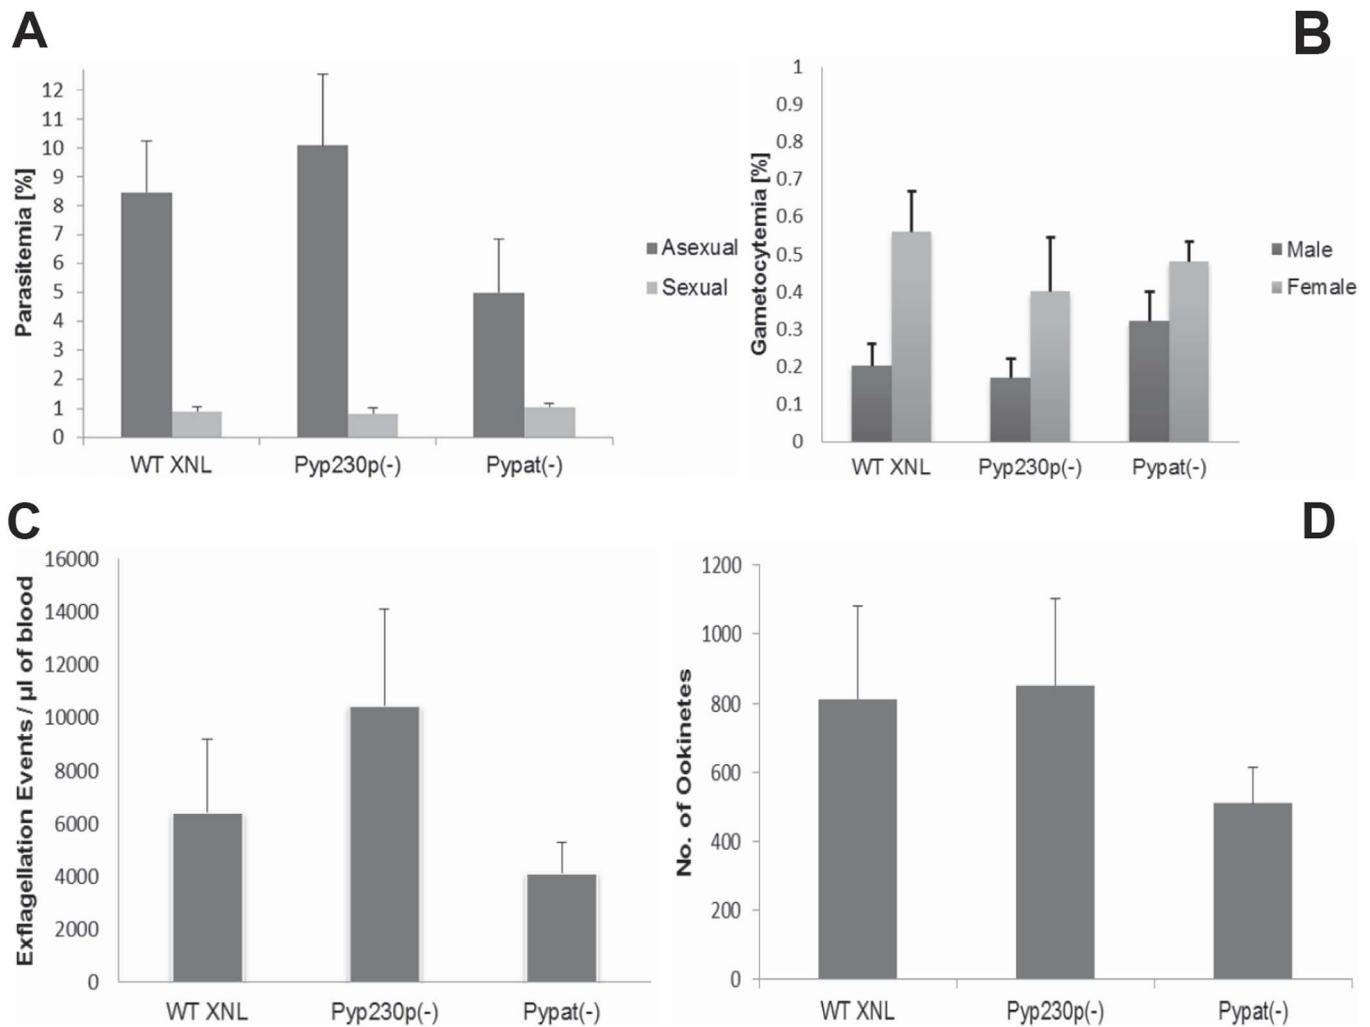 A
Parasitemia [%]
12
11
10
9
8
7
6
5
4
3
2
1
0
WT XNL Pyp230p(-) Pypat(-)
Asexual
Sexual
B
Gametocytemia [%]
1
0.9
0.8
0.7
0.6
0.5
0.4
0.3
0.2
0.1
0
WT XNL Pyp230p(-) Pypat(-)
Male
Female
C
Exflagellation Events / µl of blood
16000
14000
12000
10000
8000
6000
4000
2000
0
WT XNL Pyp230p(-) Pypat(-)
D
No. of Ookinetes
1200
1000
800
600
400
200
0
WT XNL Pyp230p(-) Pypat(-)